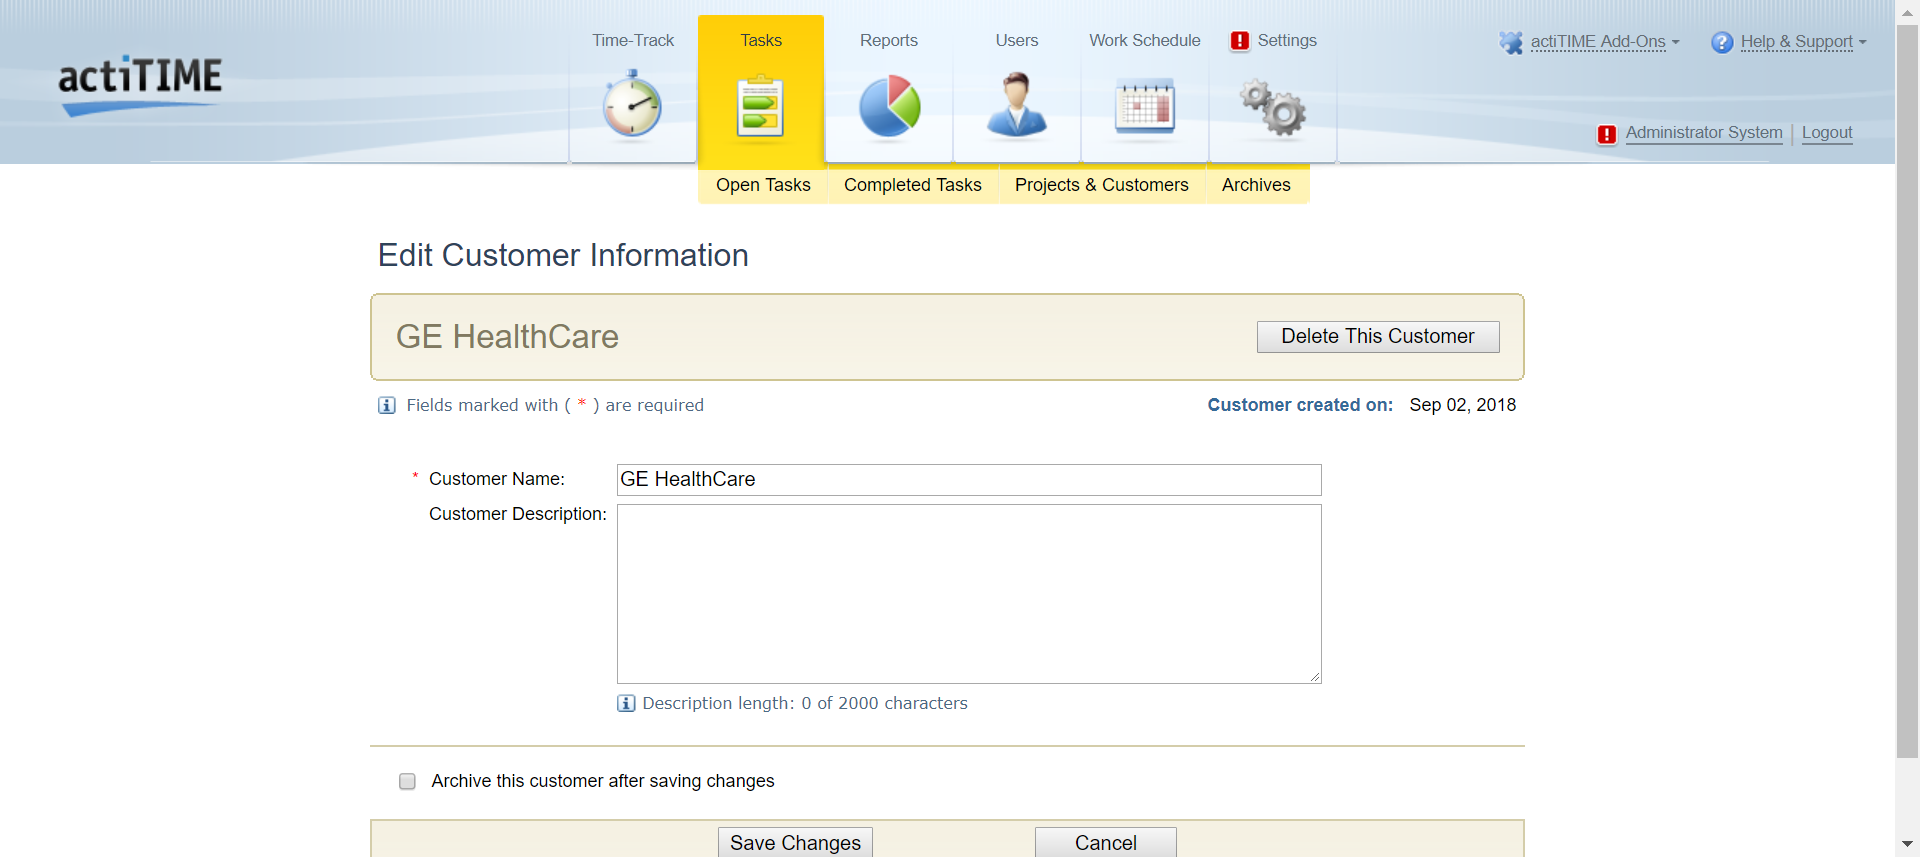 actiTIME
Time-Track
Tasks
Reports
Users
Work Schedule
Settings
actiTIME Add-Ons
Help & Support
Administrator System
Logout
Open Tasks
Completed Tasks
Projects & Customers
Archives
Edit Customer Information
GE HealthCare
Delete This Customer
Fields marked with ( * ) are required
Customer created on: Sep 02, 2018
* Customer Name: GE HealthCare
Customer Description:
Description length: 0 of 2000 characters
Archive this customer after saving changes
Save Changes
Cancel